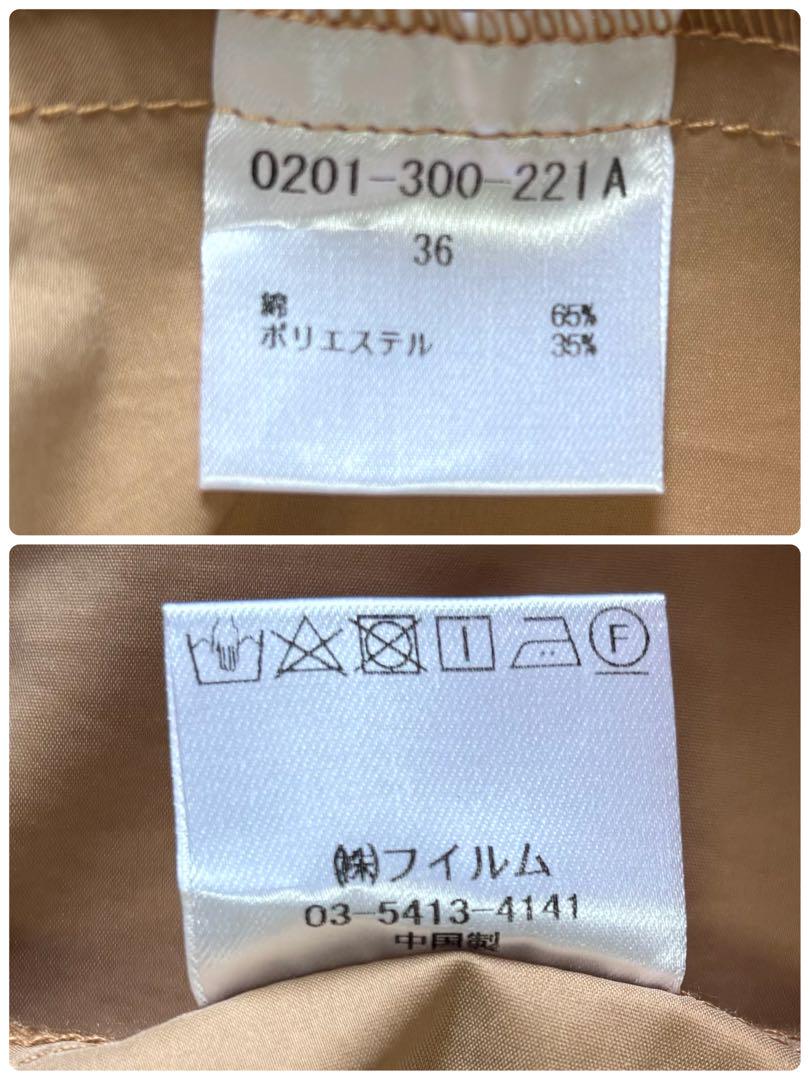 0201-300-221A
36
綿 65%
ポリエステル 35%
F
㈱フイルム
03-5413-4141
中国製